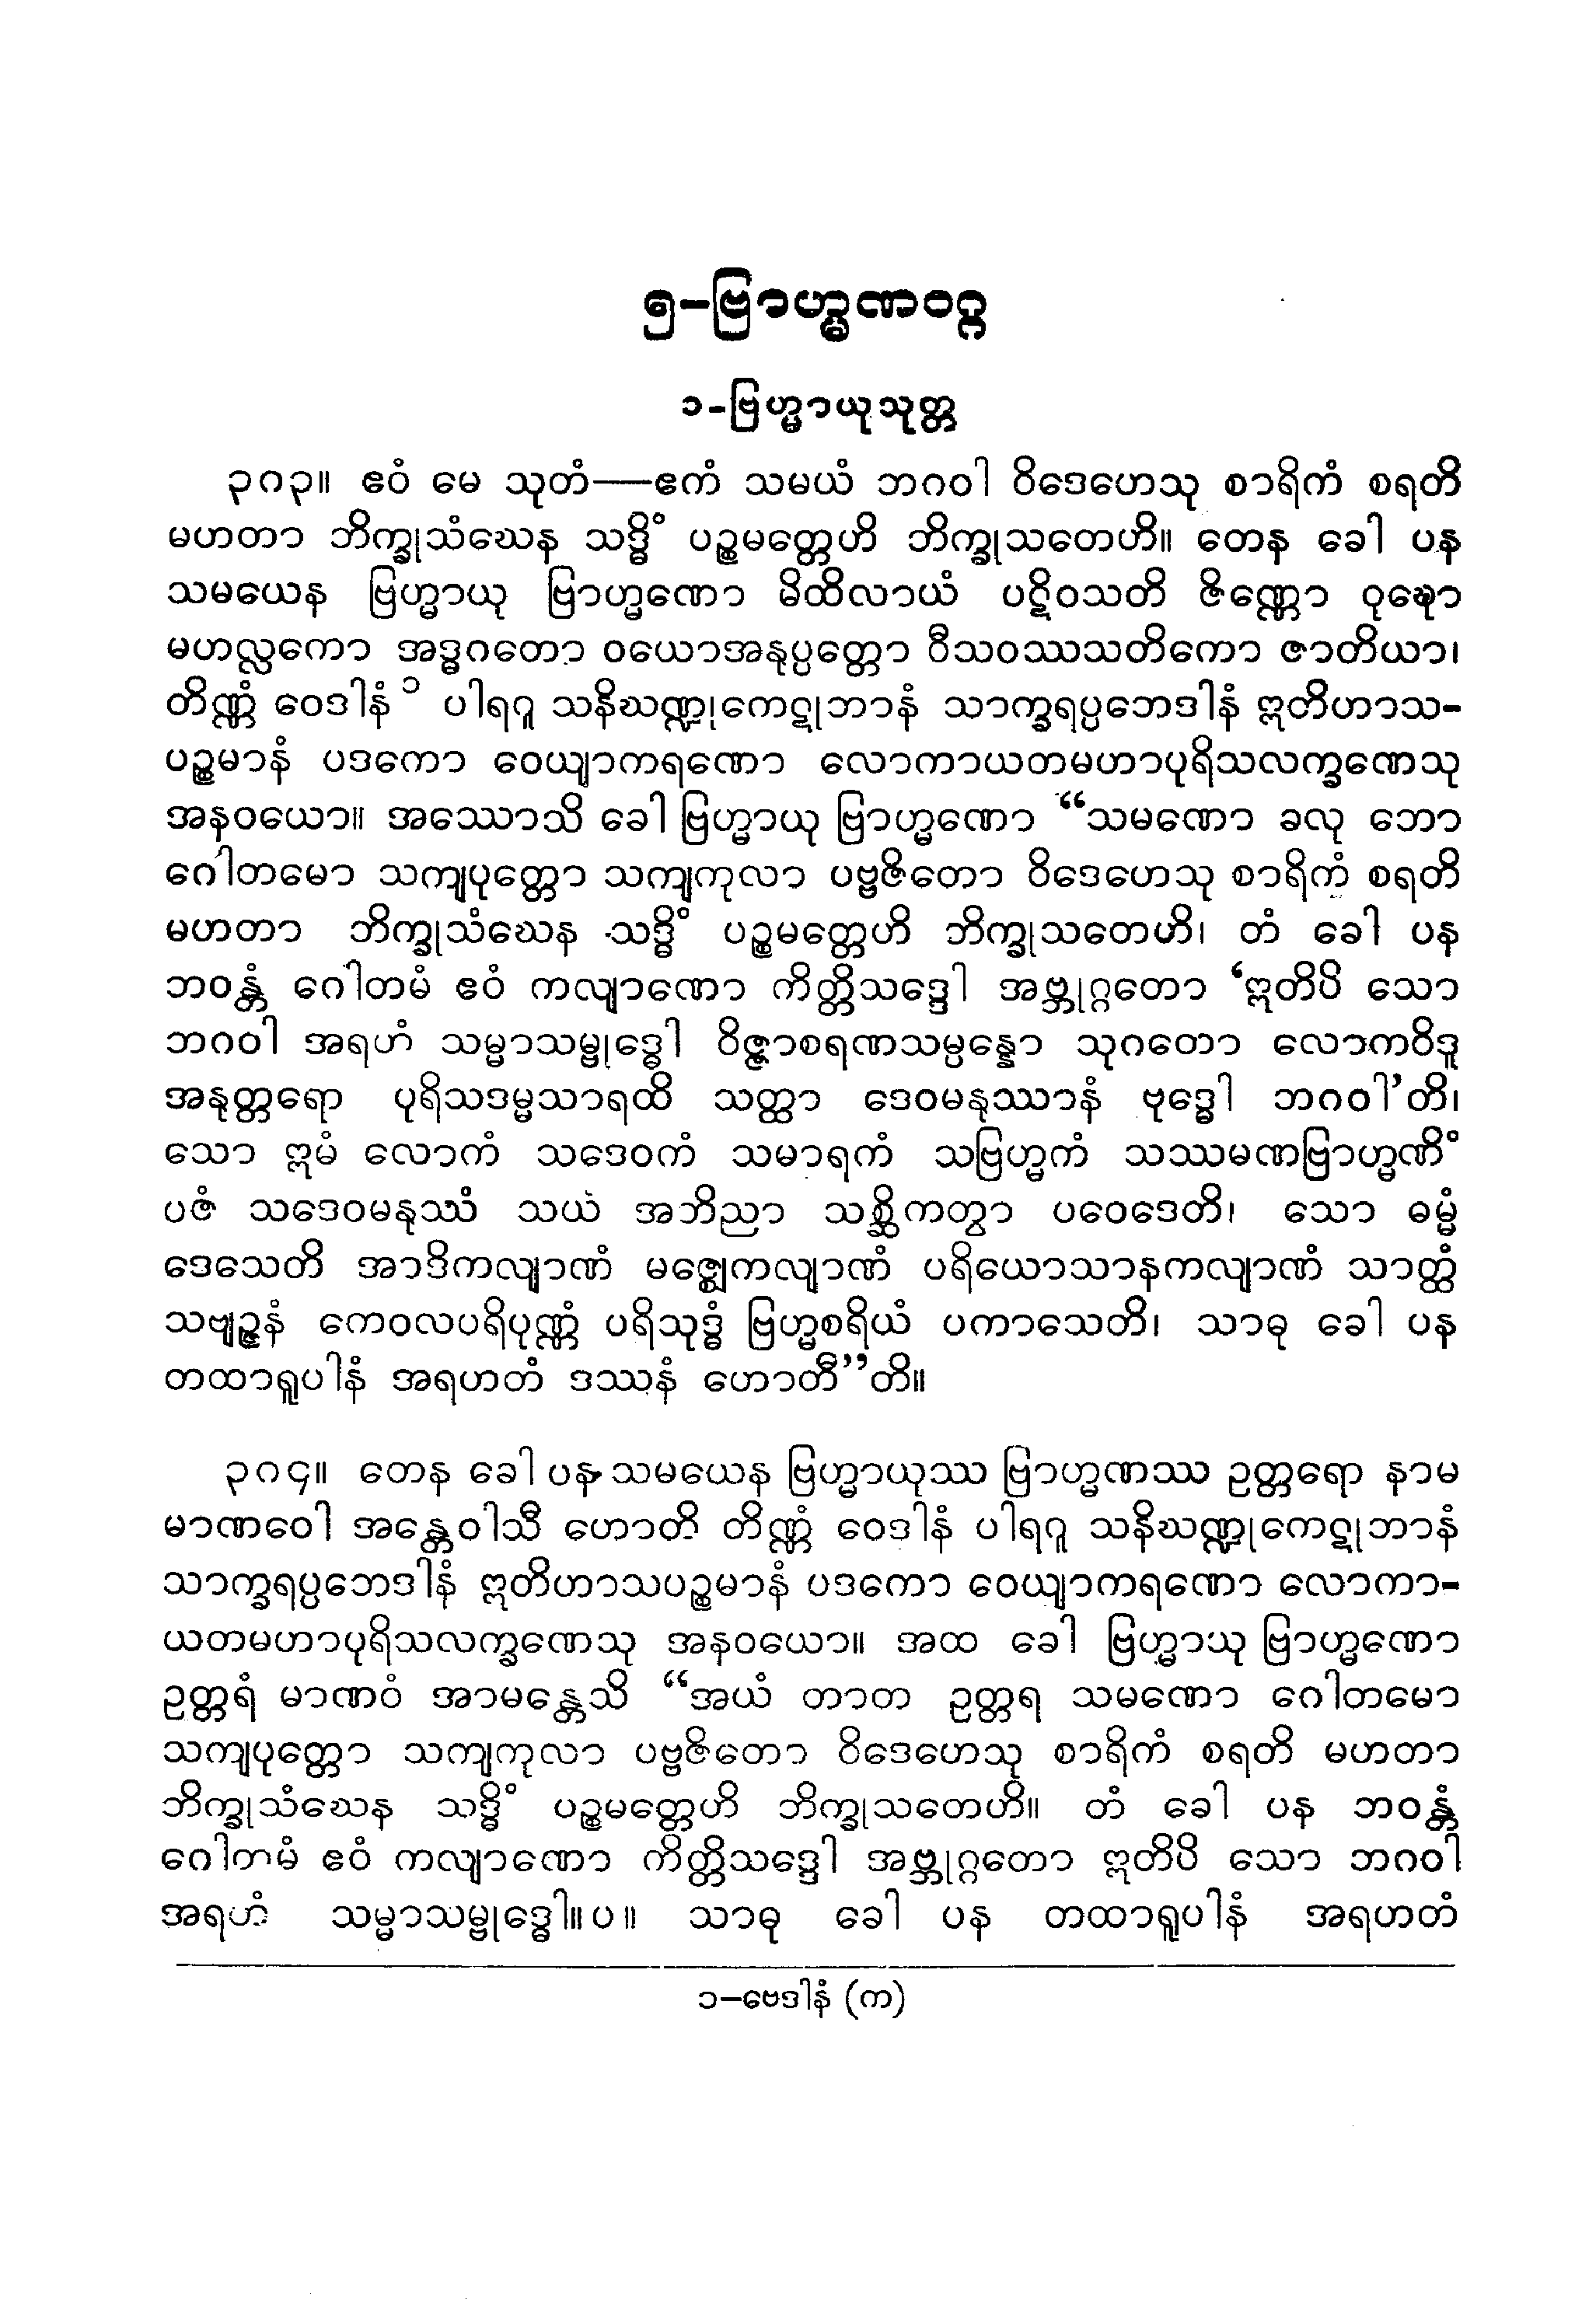 ၅-ဗြာဟ္မဏဝဂ္ဂ
၁-ဗြဟ္မာယုသုတ္တ
၃၈၃။ ဧဝံ မေ သုတံ—ဧကံ သမယံ ဘဂဝါ ဝိဒေဟေသု စာရိကံ စရတိ
မဟတာ ဘိက္ခုသံဃေန သဒ္ဓိံ ပဉ္စမတ္တေဟိ ဘိက္ခုသတေဟိ။ တေန ခေါ ပန
သမယေန ဗြဟ္မာယု ဗြာဟ္မဏော မိထိလာယံ ပဋိဝသတိ ဇိဏ္ဏော ဝုဍ္ဎော
မဟလ္လကော အဒ္ဓဂတော ဝယောအနုပ္ပတ္တော ဝီသဝဿသတိကော ဇာတိယာ၊
တိဏ္ဏံ ဝေဒါနံ ၁ ပါရဂူ သနိဃဏ္ဍုကေဋုဘာနံ သာက္ခရပ္ပဘေဒါနံ ဣတိဟာသ-
ပဉ္စမာနံ ပဒကော ဝေယျာကရဏော လောကာယတမဟာပုရိသလက္ခဏေသု
အနဝယော။ အဿောသိ ခေါ ဗြဟ္မာယု ဗြာဟ္မဏော “သမဏော ခလု ဘော
ဂေါတမော သကျပုတ္တော သကျကုလာ ပဗ္ဗဇိတော ဝိဒေဟေသု စာရိကံ စရတိ
မဟတာ ဘိက္ခုသံဃေန သဒ္ဓိံ ပဉ္စမတ္တေဟိ ဘိက္ခုသတေဟိ၊ တံ ခေါ ပန
ဘဝန္တံ ဂေါတမံ ဧဝံ ကလျာဏော ကိတ္တိသဒ္ဒေါ အဗ္ဘုဂ္ဂတော ‘ဣတိပိ သော
ဘဂဝါ အရဟံ သမ္မာသမ္ဗုဒ္ဓေါ ဝိဇ္ဇာစရဏသမ္ပန္နော သုဂတော လောကဝိဒူ
အနုတ္တရော ပုရိသဒမ္မသာရထိ သတ္ထာ ဒေဝမနုဿာနံ ဗုဒ္ဓေါ ဘဂဝါ’တိ၊
သော ဣမံ လောကံ သဒေဝကံ သမာရကံ သဗြဟ္မကံ သဿမဏဗြာဟ္မဏိံ
ပဇံ သဒေဝမနုဿံ သယံ အဘိညာ သစ္ဆိကတွာ ပဝေဒေတိ၊ သော ဓမ္မံ
ဒေသေတိ အာဒိကလျာဏံ မဇ္ဈေကလျာဏံ ပရိယောသာနကလျာဏံ သာတ္ထံ
သဗျဉ္ဇနံ ကေဝလပရိပုဏ္ဏံ ပရိသုဒ္ဓံ ဗြဟ္မစရိယံ ပကာသေတိ၊ သာဓု ခေါ ပန
တထာရူပါနံ အရဟတံ ဒဿနံ ဟောတီ”တိ။
၃၈၄။ တေန ခေါ ပန သမယေန ဗြဟ္မာယုဿ ဗြာဟ္မဏဿ ဥတ္တရော နာမ
မာဏဝေါ အန္တေဝါသီ ဟောတိ တိဏ္ဏံ ဝေဒါနံ ပါရဂူ သနိဃဏ္ဍုကေဋုဘာနံ
သာက္ခရပ္ပဘေဒါနံ ဣတိဟာသပဉ္စမာနံ ပဒကော ဝေယျာကရဏော လောကာ-
ယတမဟာပုရိသလက္ခဏေသု အနဝယော။ အထ ခေါ ဗြဟ္မာယု ဗြာဟ္မဏော
ဥတ္တရံ မာဏဝံ အာမန္တေသိ “အယံ တာတ ဥတ္တရ သမဏော ဂေါတမော
သကျပုတ္တော သကျကုလာ ပဗ္ဗဇိတော ဝိဒေဟေသု စာရိကံ စရတိ မဟတာ
ဘိက္ခုသံဃေန သဒ္ဓိံ ပဉ္စမတ္တေဟိ ဘိက္ခုသတေဟိ။ တံ ခေါ ပန ဘဝန္တံ
ဂေါတမံ ဧဝံ ကလျာဏော ကိတ္တိသဒ္ဒေါ အဗ္ဘုဂ္ဂတော ဣတိပိ သော ဘဂဝါ
အရဟံ သမ္မာသမ္ဗုဒ္ဓေါ။ပ။ သာဓု ခေါ ပန တထာရူပါနံ အရဟတံ
၁–ဗေဒါနံ (က)